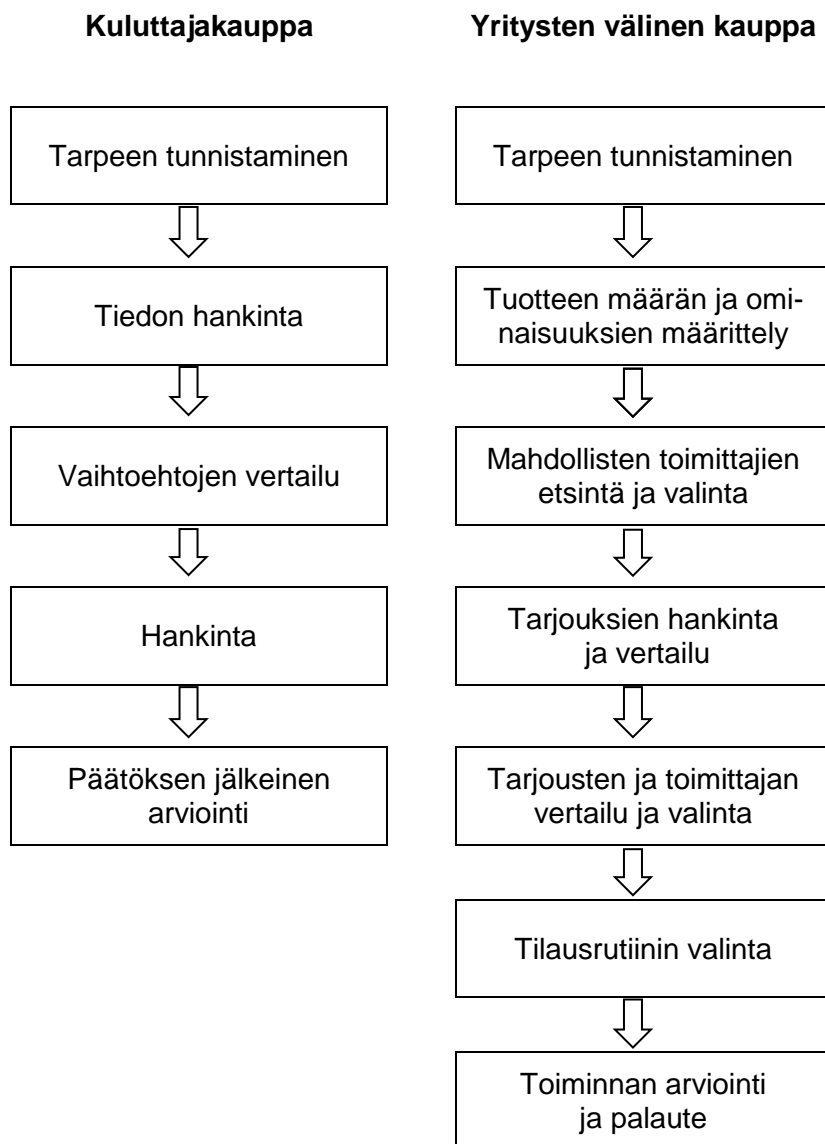 Kuluttajakauppa
Tarpeen tunnistaminen
Tiedon hankinta
Vaihtoehtojen vertailu
Hankinta
Päätöksen jälkeinen
arviointi
Yritysten välinen kauppa
Tarpeen tunnistaminen
Tuotteen määrän ja omi-
naisuuksien määrittely
Mahdollisten toimittajien
etsintä ja valinta
Tarjouksien hankinta
ja vertailu
Tarjousten ja toimittajan
vertailu ja valinta
Tilausrutiinin valinta
Toiminnan arviointi
ja palaute